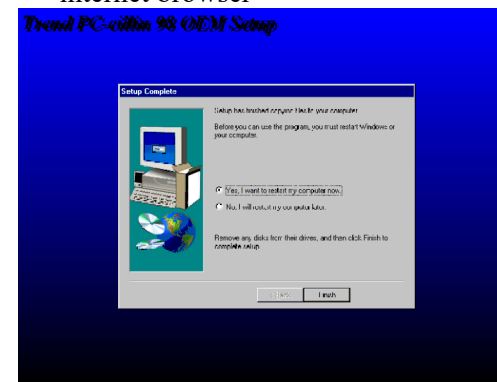 internet browser
Trend PC-cillin 98 OEM Setup
Setup Complete
Setup has finished copying files to your computer.
Before you can use the program, you must restart Windows or
your computer.
Yes, I want to restart my computer now.
No, I will restart my computer later.
Remove any disks from their drives, and then click Finish to
complete setup.
< Back
Finish